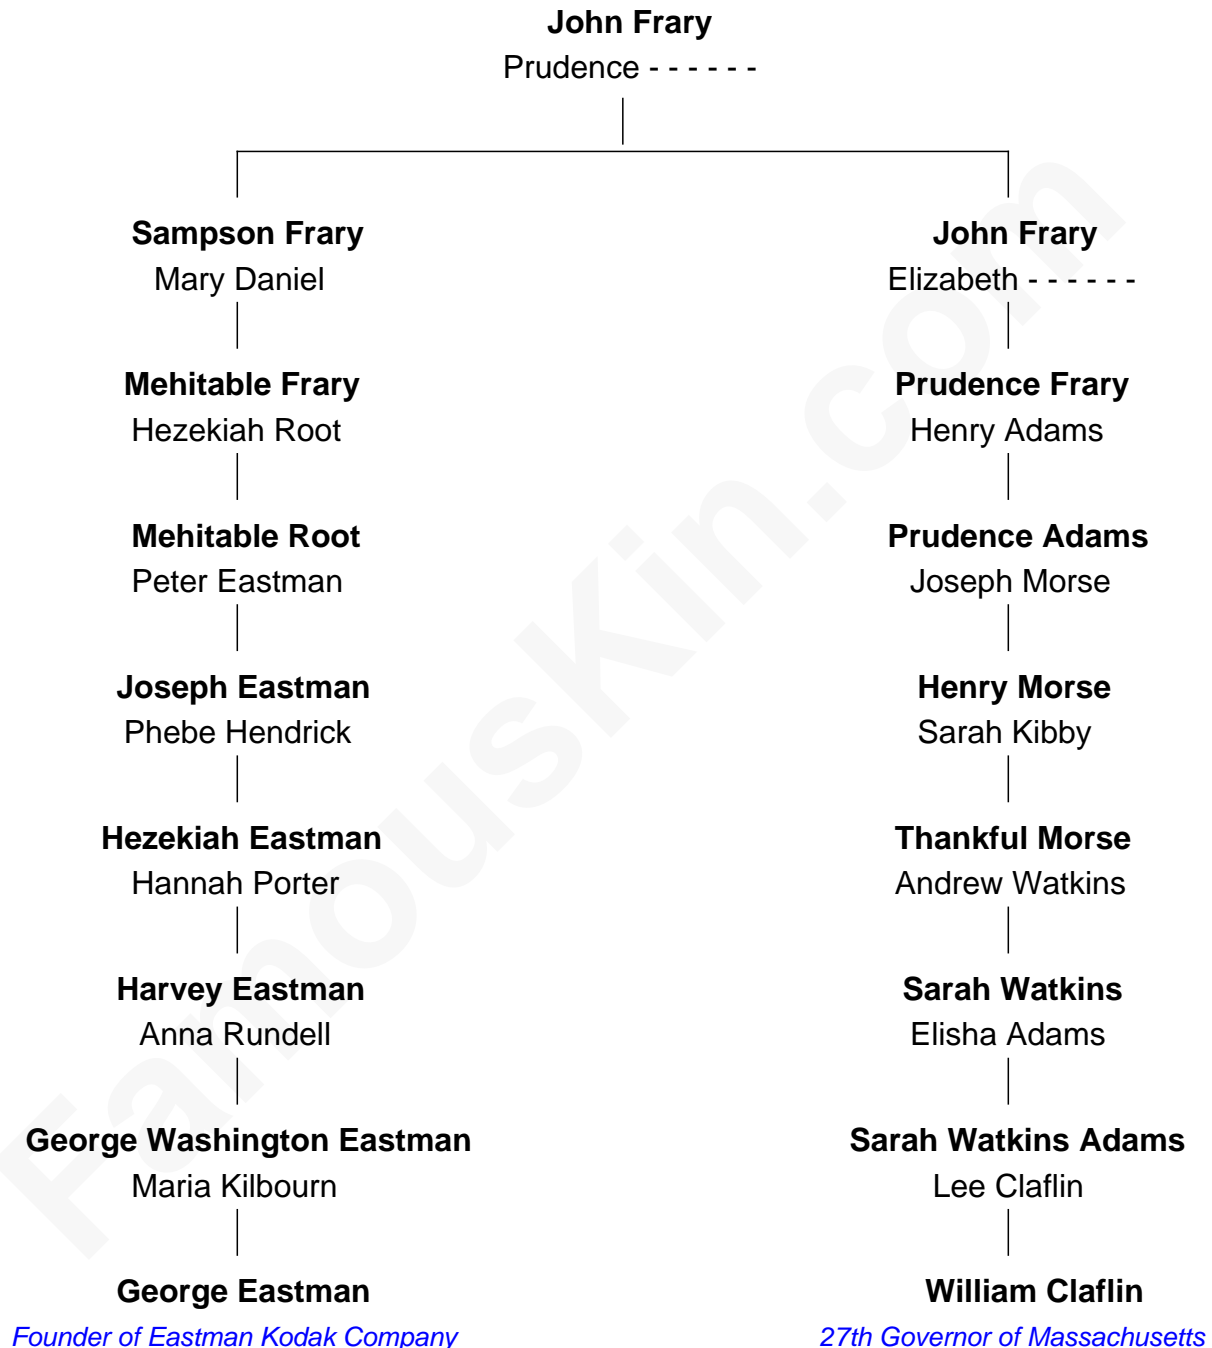 John Frary
Prudence - - - - - -
Sampson Frary
Mary Daniel
John Frary
Elizabeth - - - - - -
Mehitable Frary
Hezekiah Root
Prudence Frary
Henry Adams
Mehitable Root
Peter Eastman
Prudence Adams
Joseph Morse
Joseph Eastman
Phebe Hendrick
Henry Morse
Sarah Kibby
Hezekiah Eastman
Hannah Porter
Thankful Morse
Andrew Watkins
Harvey Eastman
Anna Rundell
Sarah Watkins
Elisha Adams
George Washington Eastman
Maria Kilbourn
Sarah Watkins Adams
Lee Claflin
George Eastman
Founder of Eastman Kodak Company
William Claflin
27th Governor of Massachusetts
FamousKin.com